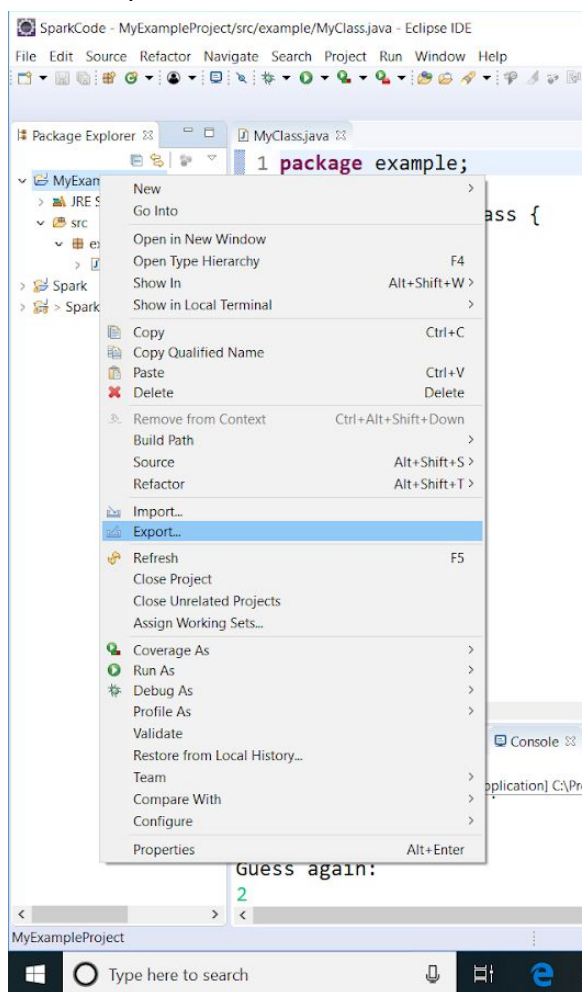 SparkCode - MyExampleProject/src/example/MyClass.java - Eclipse IDE
File Edit Source Refactor Navigate Search Project Run Window Help
Package Explorer
MyClass.java
1 package example;
ass {
MyExam
JRE S
src
Spark
> Spark
New
Go Into
Open in New Window
Open Type Hierarchy F4
Show In Alt+Shift+W >
Show in Local Terminal
Copy Ctrl+C
Copy Qualified Name
Paste Ctrl+V
Delete Delete
Remove from Context Ctrl+Alt+Shift+Down
Build Path
Source Alt+Shift+S >
Refactor Alt+Shift+T >
Import...
Export...
Refresh F5
Close Project
Close Unrelated Projects
Assign Working Sets...
Coverage As
Run As
Debug As
Profile As
Validate
Restore from Local History...
Team
Compare With
Configure
Properties Alt+Enter
Console
pplication] C:\Pr
Guess again:
2
MyExampleProject
Type here to search